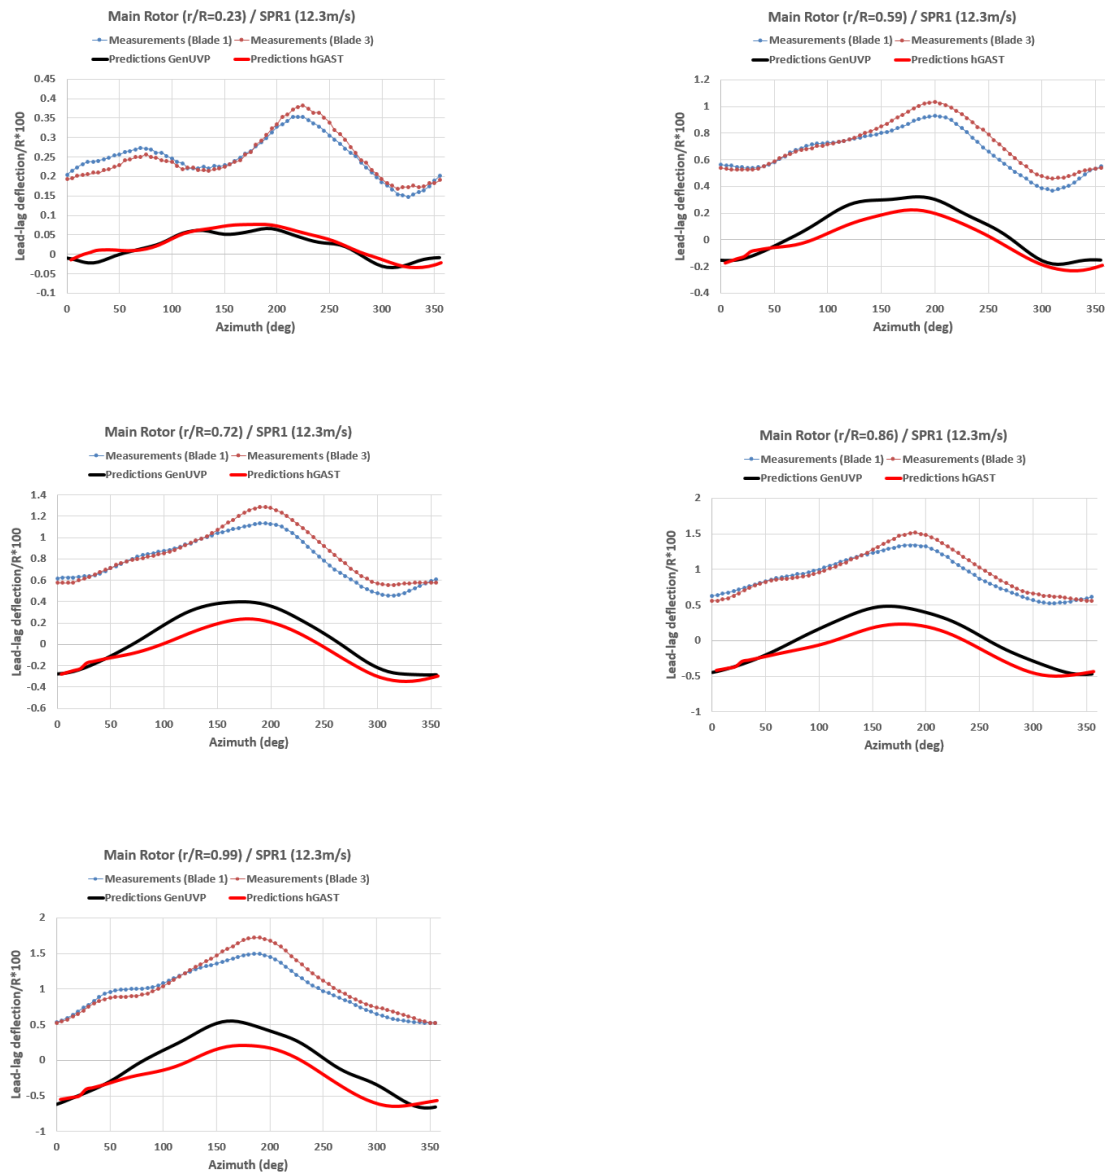 Main Rotor (r/R=0.23) / SPR1 (12.3m/s)
Measurements (Blade 1) Measurements (Blade 3)
Predictions GenUVP Predictions hGAST
Lead-lag deflection/R*100
0.45
0.4
0.35
0.3
0.25
0.2
0.15
0.1
0.05
0
-0.05
-0.1
0 50 100 150 200 250 300 350
Azimuth (deg)
Main Rotor (r/R=0.59) / SPR1 (12.3m/s)
Measurements (Blade 1) Measurements (Blade 3)
Predictions GenUVP Predictions hGAST
Lead-lag deflection/R*100
1.2
1
0.8
0.6
0.4
0.2
0
-0.2
-0.4
0 50 100 150 200 250 300 350
Azimuth (deg)
Main Rotor (r/R=0.72) / SPR1 (12.3m/s)
Measurements (Blade 1) Measurements (Blade 3)
Predictions GenUVP Predictions hGAST
Lead-lag deflection/R*100
1.4
1.2
1
0.8
0.6
0.4
0.2
0
-0.2
-0.4
-0.6
0 50 100 150 200 250 300 350
Azimuth (deg)
Main Rotor (r/R=0.86) / SPR1 (12.3m/s)
Measurements (Blade 1) Measurements (Blade 3)
Predictions GenUVP Predictions hGAST
Lead-lag deflection/R*100
2
1.5
1
0.5
0
-0.5
-1
0 50 100 150 200 250 300 350
Azimuth (deg)
Main Rotor (r/R=0.99) / SPR1 (12.3m/s)
Measurements (Blade 1) Measurements (Blade 3)
Predictions GenUVP Predictions hGAST
Lead-lag deflection/R*100
2
1.5
1
0.5
0
-0.5
-1
0 50 100 150 200 250 300 350
Azimuth (deg)